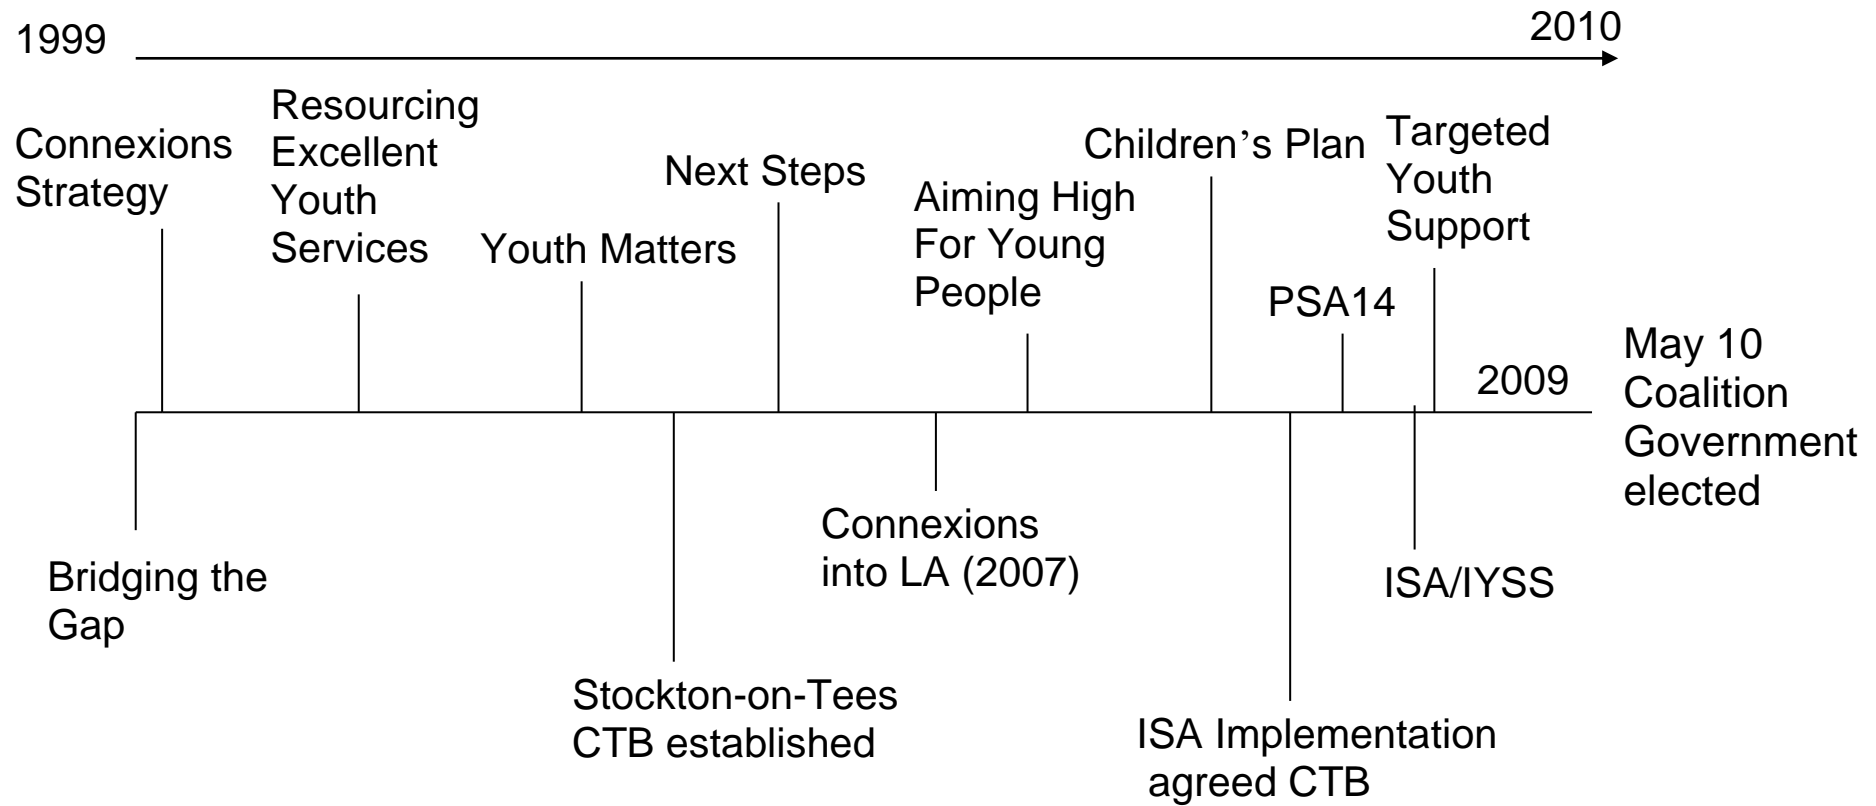 1999
2010
Connexions
Strategy
Resourcing
Excellent
Youth
Services
Youth Matters
Next Steps
Aiming High
For Young
People
Children’s Plan
PSA14
Targeted
Youth
Support
2009
May 10
Coalition
Government
elected
Bridging the
Gap
Stockton-on-Tees
CTB established
Connexions
into LA (2007)
ISA Implementation
agreed CTB
ISA/IYSS